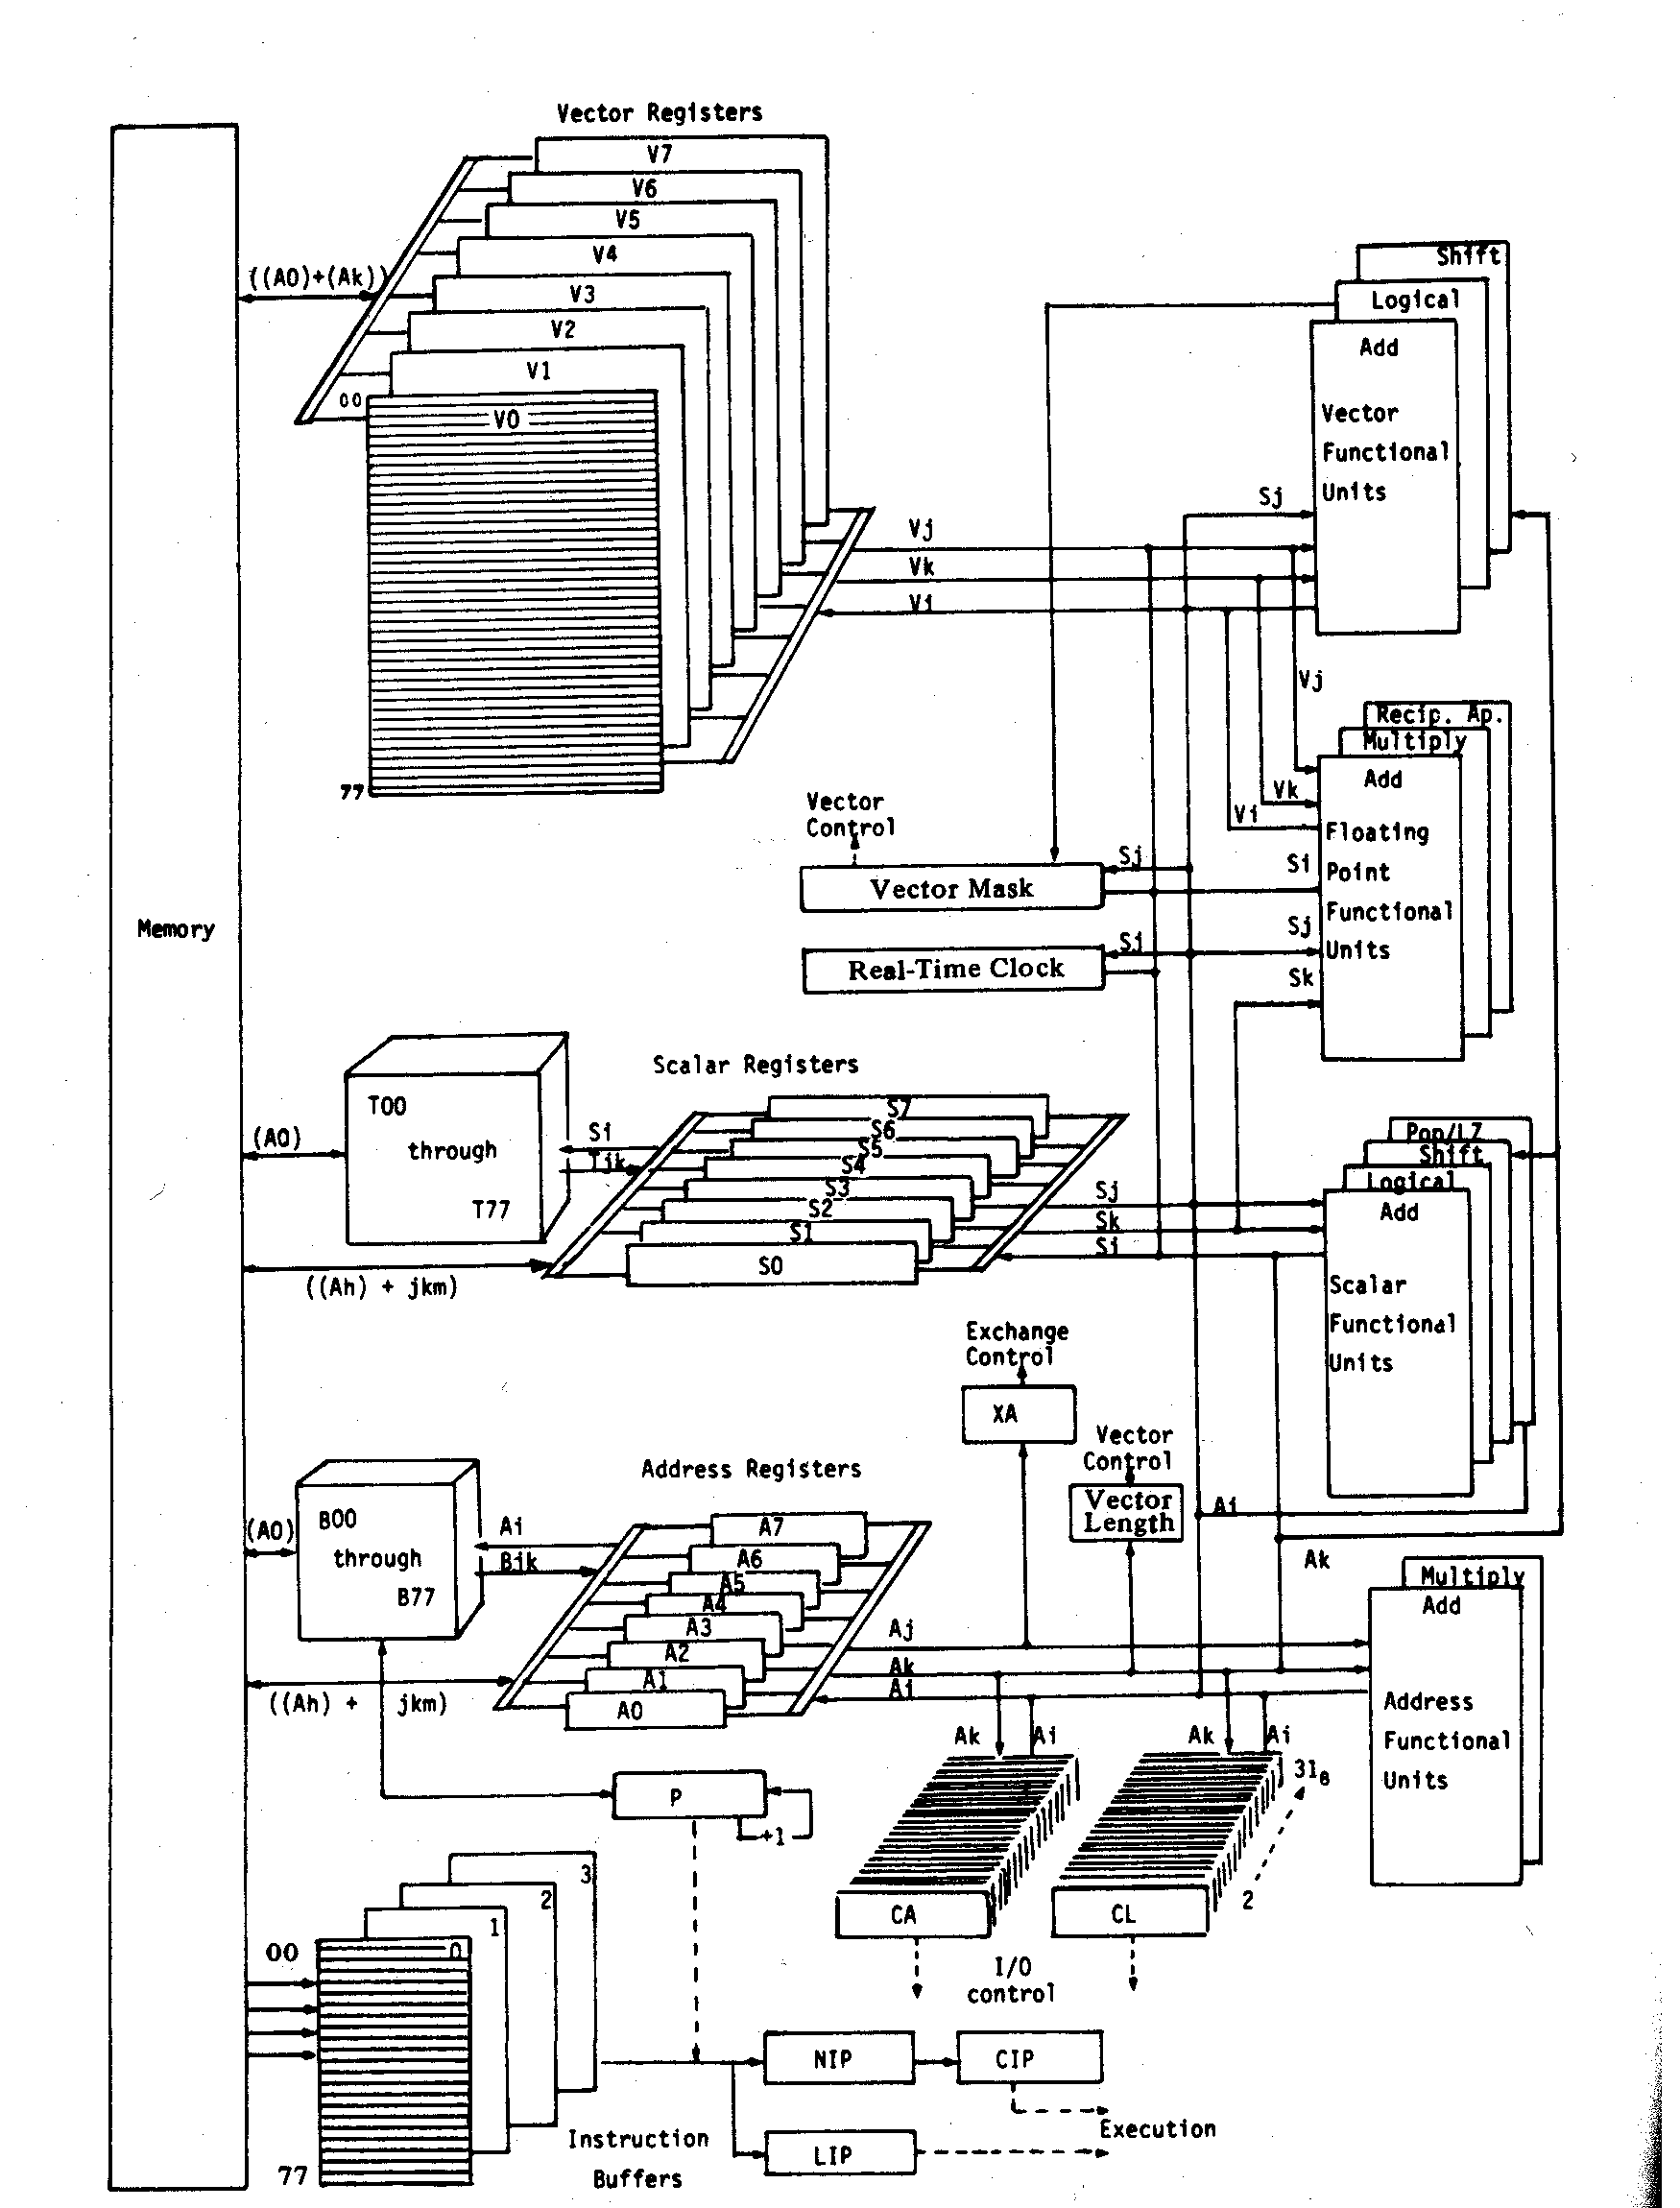 Vector Registers
V7
V6
V5
V4
V3
V2
V1
00
V0
77
((A0)+(Ak))
Shift
Logical
Add
Vector
Functional
Units
Sj
Vj
Vk
Vi
Vj
Recip. Ap.
Multiply
Add
Vk
Vi
Floating
Point
Functional
Units
Si
Sj
Sk
Vector
Control
Sj
Vector Mask
Sj
Real-Time Clock
Memory
T00
through
T77
(A0)
Si
Tjk
Scalar Registers
S7
S6
S5
S4
S3
S2
S1
S0
((Ah) + jkm)
Sj
Sk
Si
Pop/LZ
Shift
Logical
Add
Scalar
Functional
Units
Exchange
Control
XA
Vector
Control
Vector
Length
Ai
Ak
Address Registers
B00
through
B77
(A0)
Ai
Bjk
A7
A6
A5
A4
A3
A2
A1
A0
((Ah) + jkm)
Aj
Ak
Ai
Multiply
Add
Address
Functional
Units
Ak
Ai
Ak
Ai
31₈
2
CA
CL
I/O
control
P
+1
3
2
1
0
00
77
Instruction
Buffers
NIP
CIP
LIP
Execution